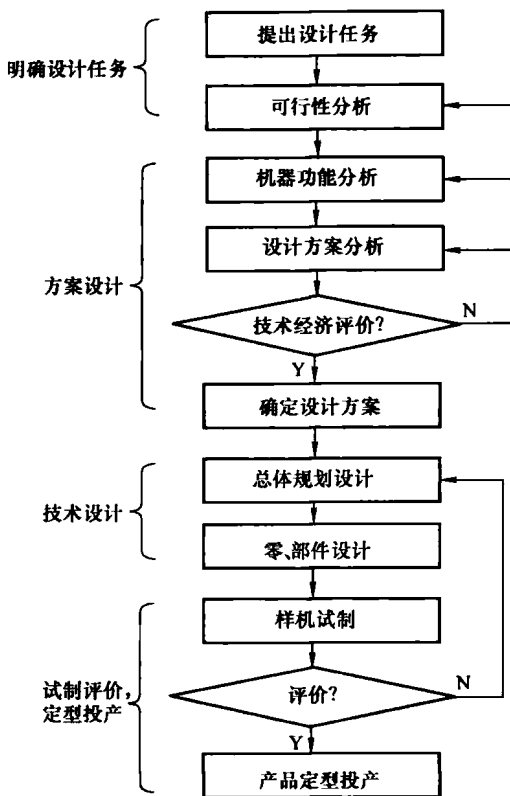 提出设计任务
明确设计任务
可行性分析
机器功能分析
设计方案分析
方案设计
技术经济评价?
N
Y
确定设计方案
总体规划设计
技术设计
零、部件设计
样机试制
试制评价,
定型投产
评价?
N
Y
产品定型投产